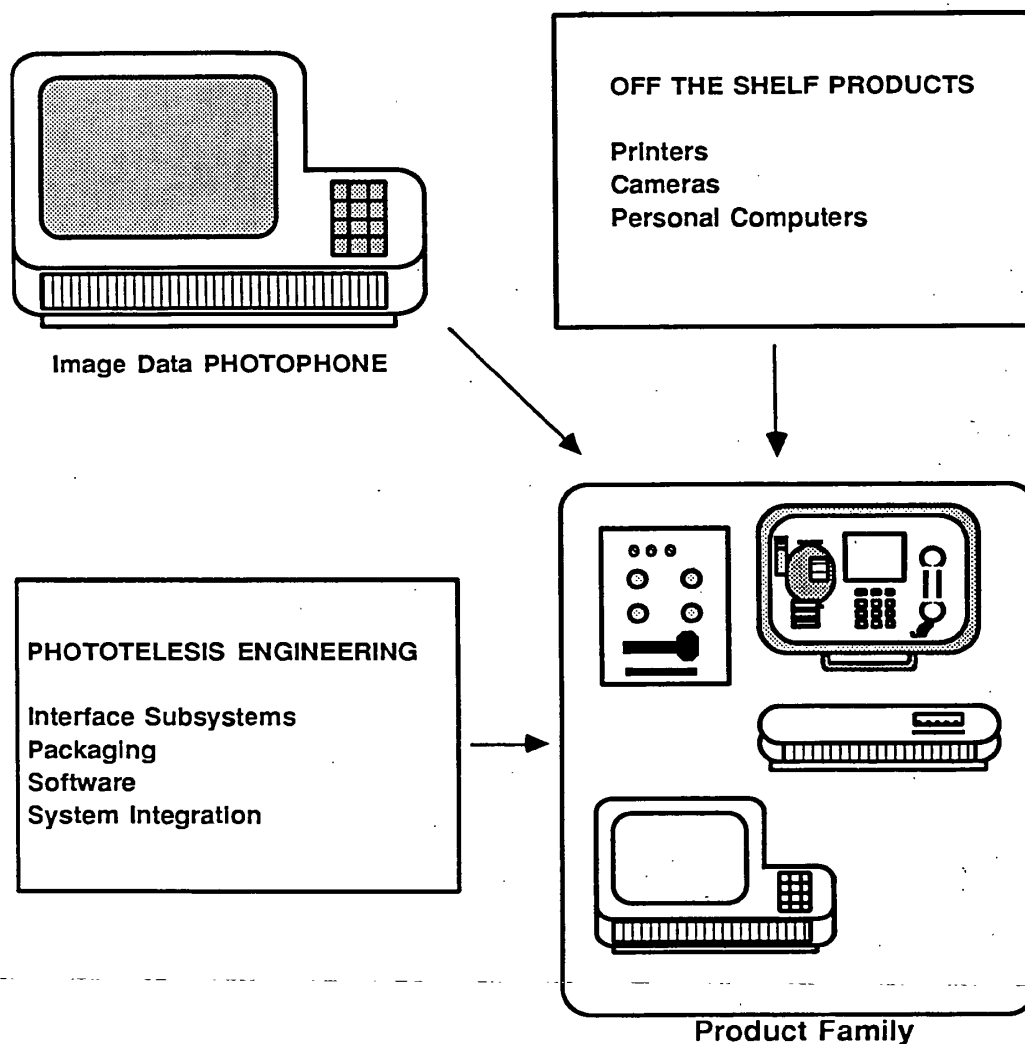 OFF THE SHELF PRODUCTS
Printers
Cameras
Personal Computers
Image Data PHOTOPHONE
PHOTOTELESIS ENGINEERING
Interface Subsystems
Packaging
Software
System Integration
Product Family